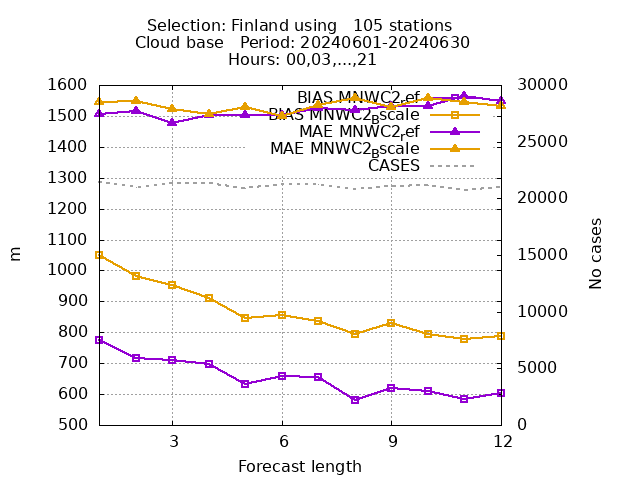 Selection: Finland using   105 stations
Cloud base   Period: 20240601-20240630
Hours: 00,03,...,21
1600
1500
1400
1300
1200
1100
1000
900
800
700
600
500
m
30000
25000
20000
15000
10000
5000
0
No cases
BIAS MNWC2_ref
BIAS MNWC2_Bscale
MAE MNWC2_ref
MAE MNWC2_Bscale
CASES
3
6
9
12
Forecast length